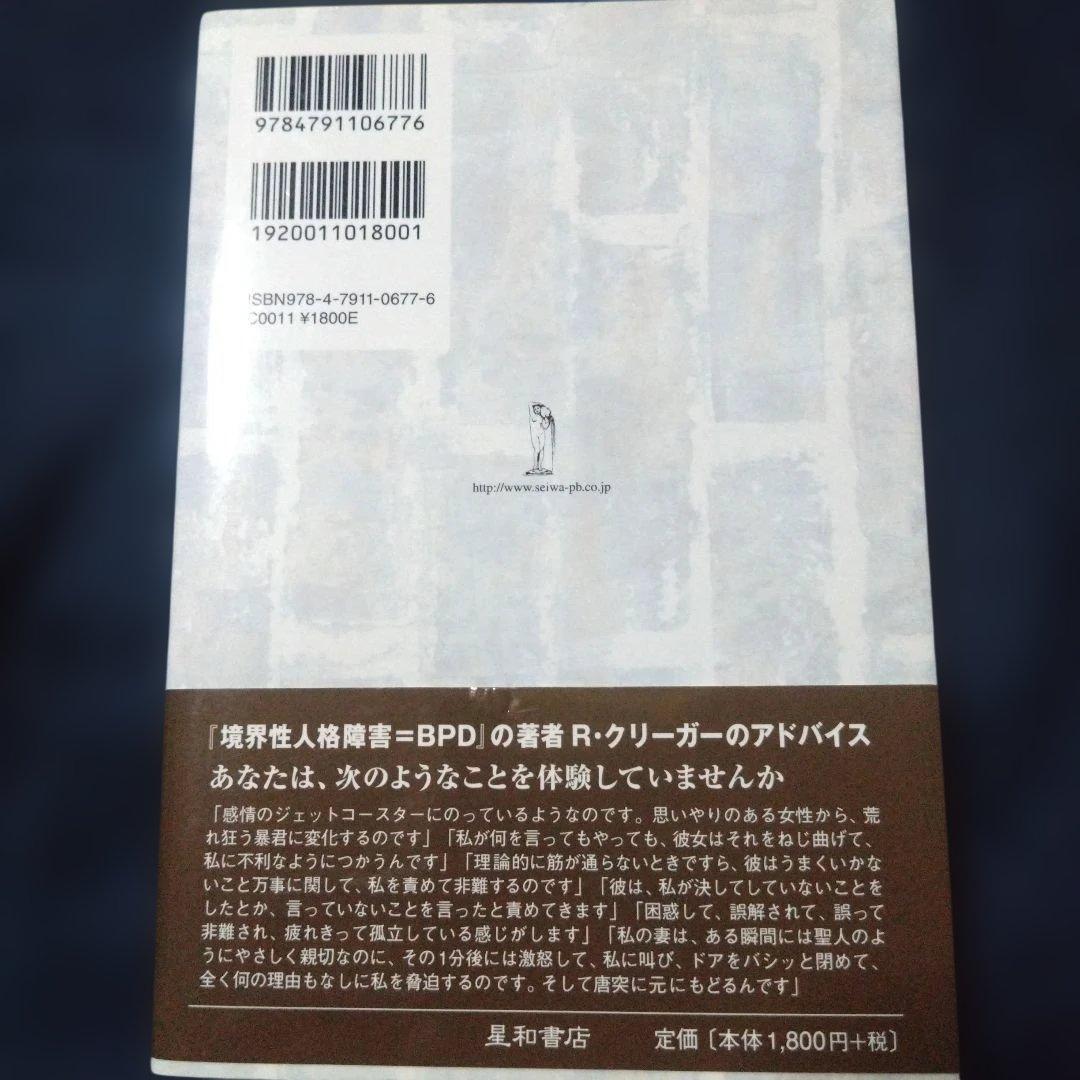 9784791106776
1920011018001
ISBN978-4-7911-0677-6
C0011 ¥1800E
http://www.seiwa-pb.co.jp
『境界性人格障害=BPD』の著者 R・クリーガーのアドバイス
あなたは、次のようなことを体験していませんか
「感情のジェットコースターにのっているようなのです。思いやりのある女性から、荒
れ狂う暴君に変化するのです」「私が何を言ってもやっても、彼女はそれをねじ曲げて、
私に不利なようにつかうんです」「理論的に筋が通らないときですら、彼はうまくいかな
いこと万事に関して、私を責めて非難するのです」「彼は、私が決してしていないことを
したとか、言っていないことを言ったと責めてきます」「困惑して、誤解されて、誤って
非難され、疲れきって孤立している感じがします」「私の妻は、ある瞬間には聖人のよ
うにやさしく親切なのに、その1分後には激怒して、私に叫び、ドアをバシッと閉めて、
全く何の理由もなしに私を脅迫するのです。そして唐突に元にもどるんです」
星和書店 定価〔本体1,800円+税〕